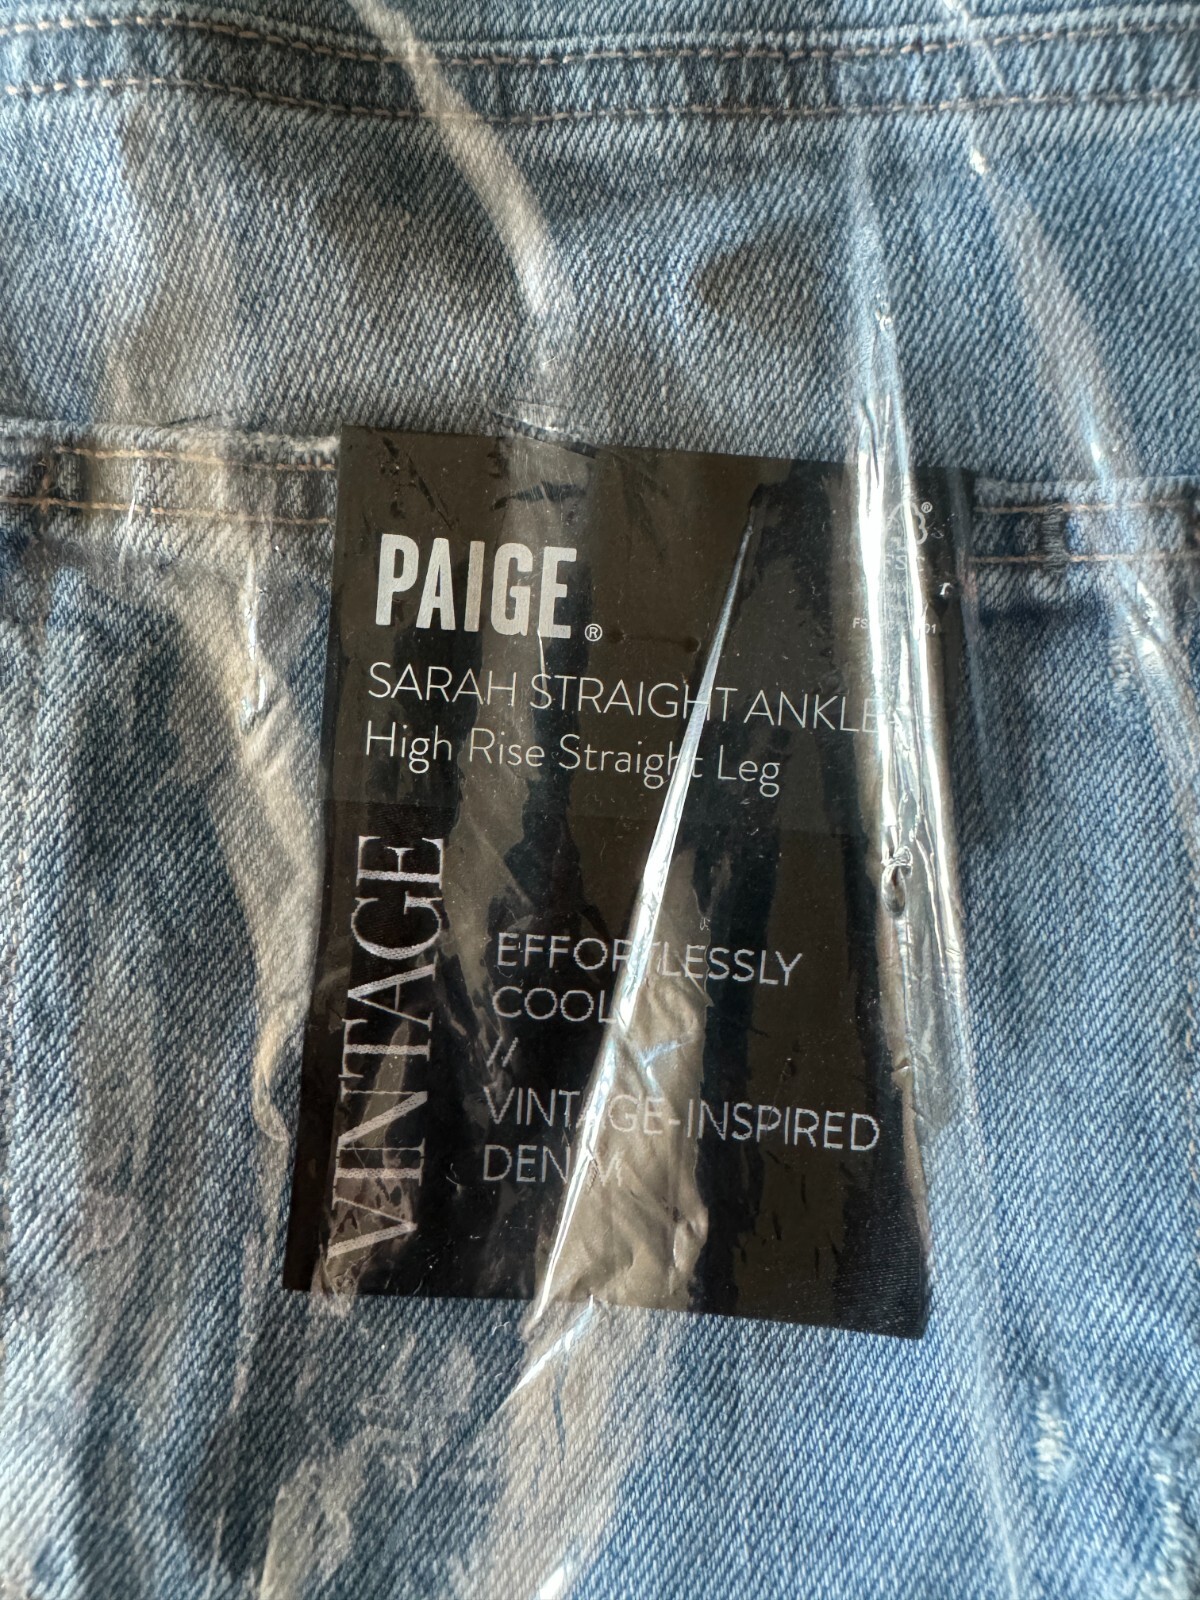 PAIGE®
SARAH STRAIGHT ANKLE
High Rise Straight Leg
VINTAGE
EFFORTLESSLY
COOL
//
VINTAGE-INSPIRED
DENIM